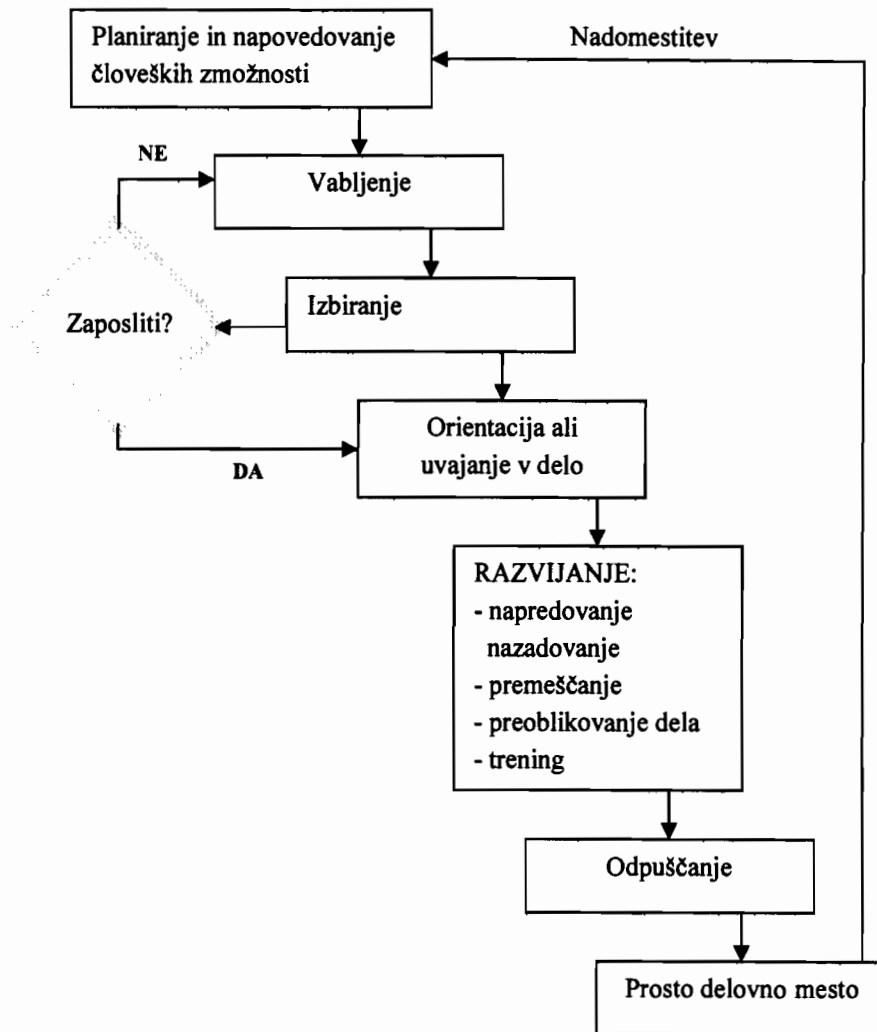 Planiranje in napovedovanje
človeških zmožnosti
Nadomestitev
NE
Vabljenje
Zaposliti?
Izbiranje
Orientacija ali
uvajanje v delo
DA
RAZVIJANJE:
- napredovanje
nazadovanje
- premeščanje
- preoblikovanje dela
- trening
Odpuščanje
Prosto delovno mesto